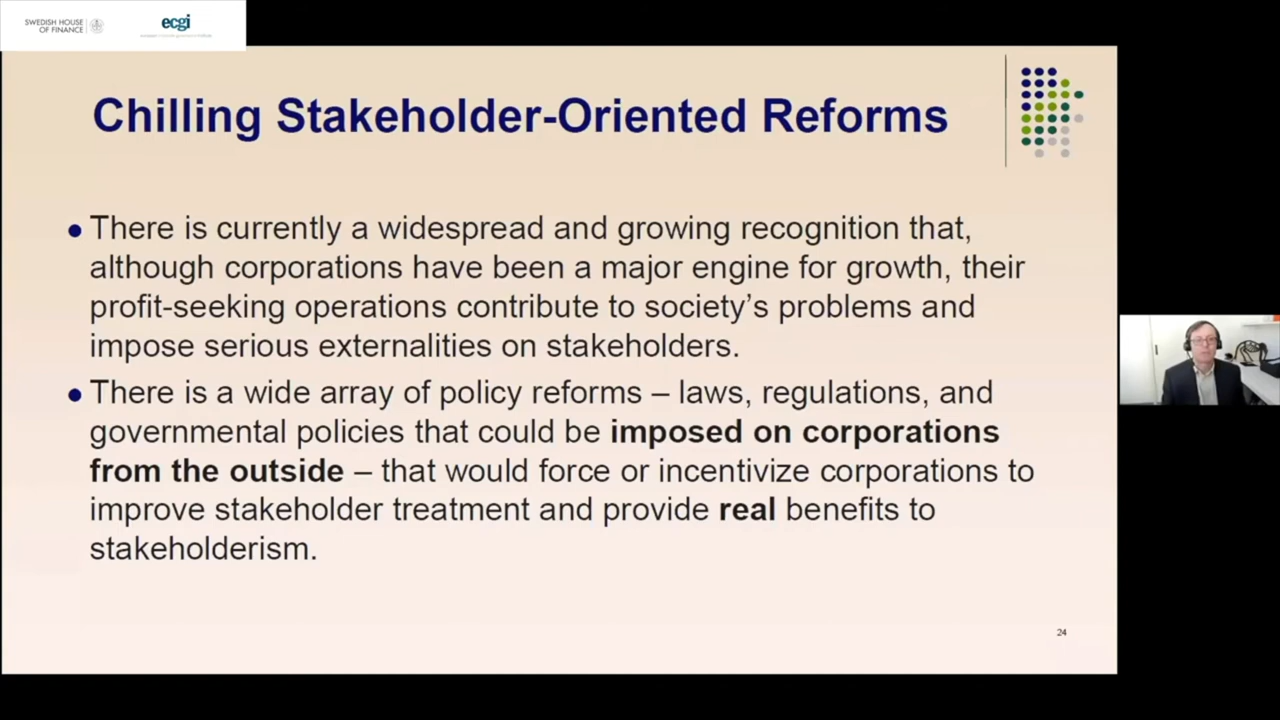 SWEDISH HOUSE
OF FINANCE
ecgi
Chilling Stakeholder-Oriented Reforms
● There is currently a widespread and growing recognition that,
although corporations have been a major engine for growth, their
profit-seeking operations contribute to society’s problems and
impose serious externalities on stakeholders.
● There is a wide array of policy reforms – laws, regulations, and
governmental policies that could be imposed on corporations
from the outside – that would force or incentivize corporations to
improve stakeholder treatment and provide real benefits to
stakeholderism.
24